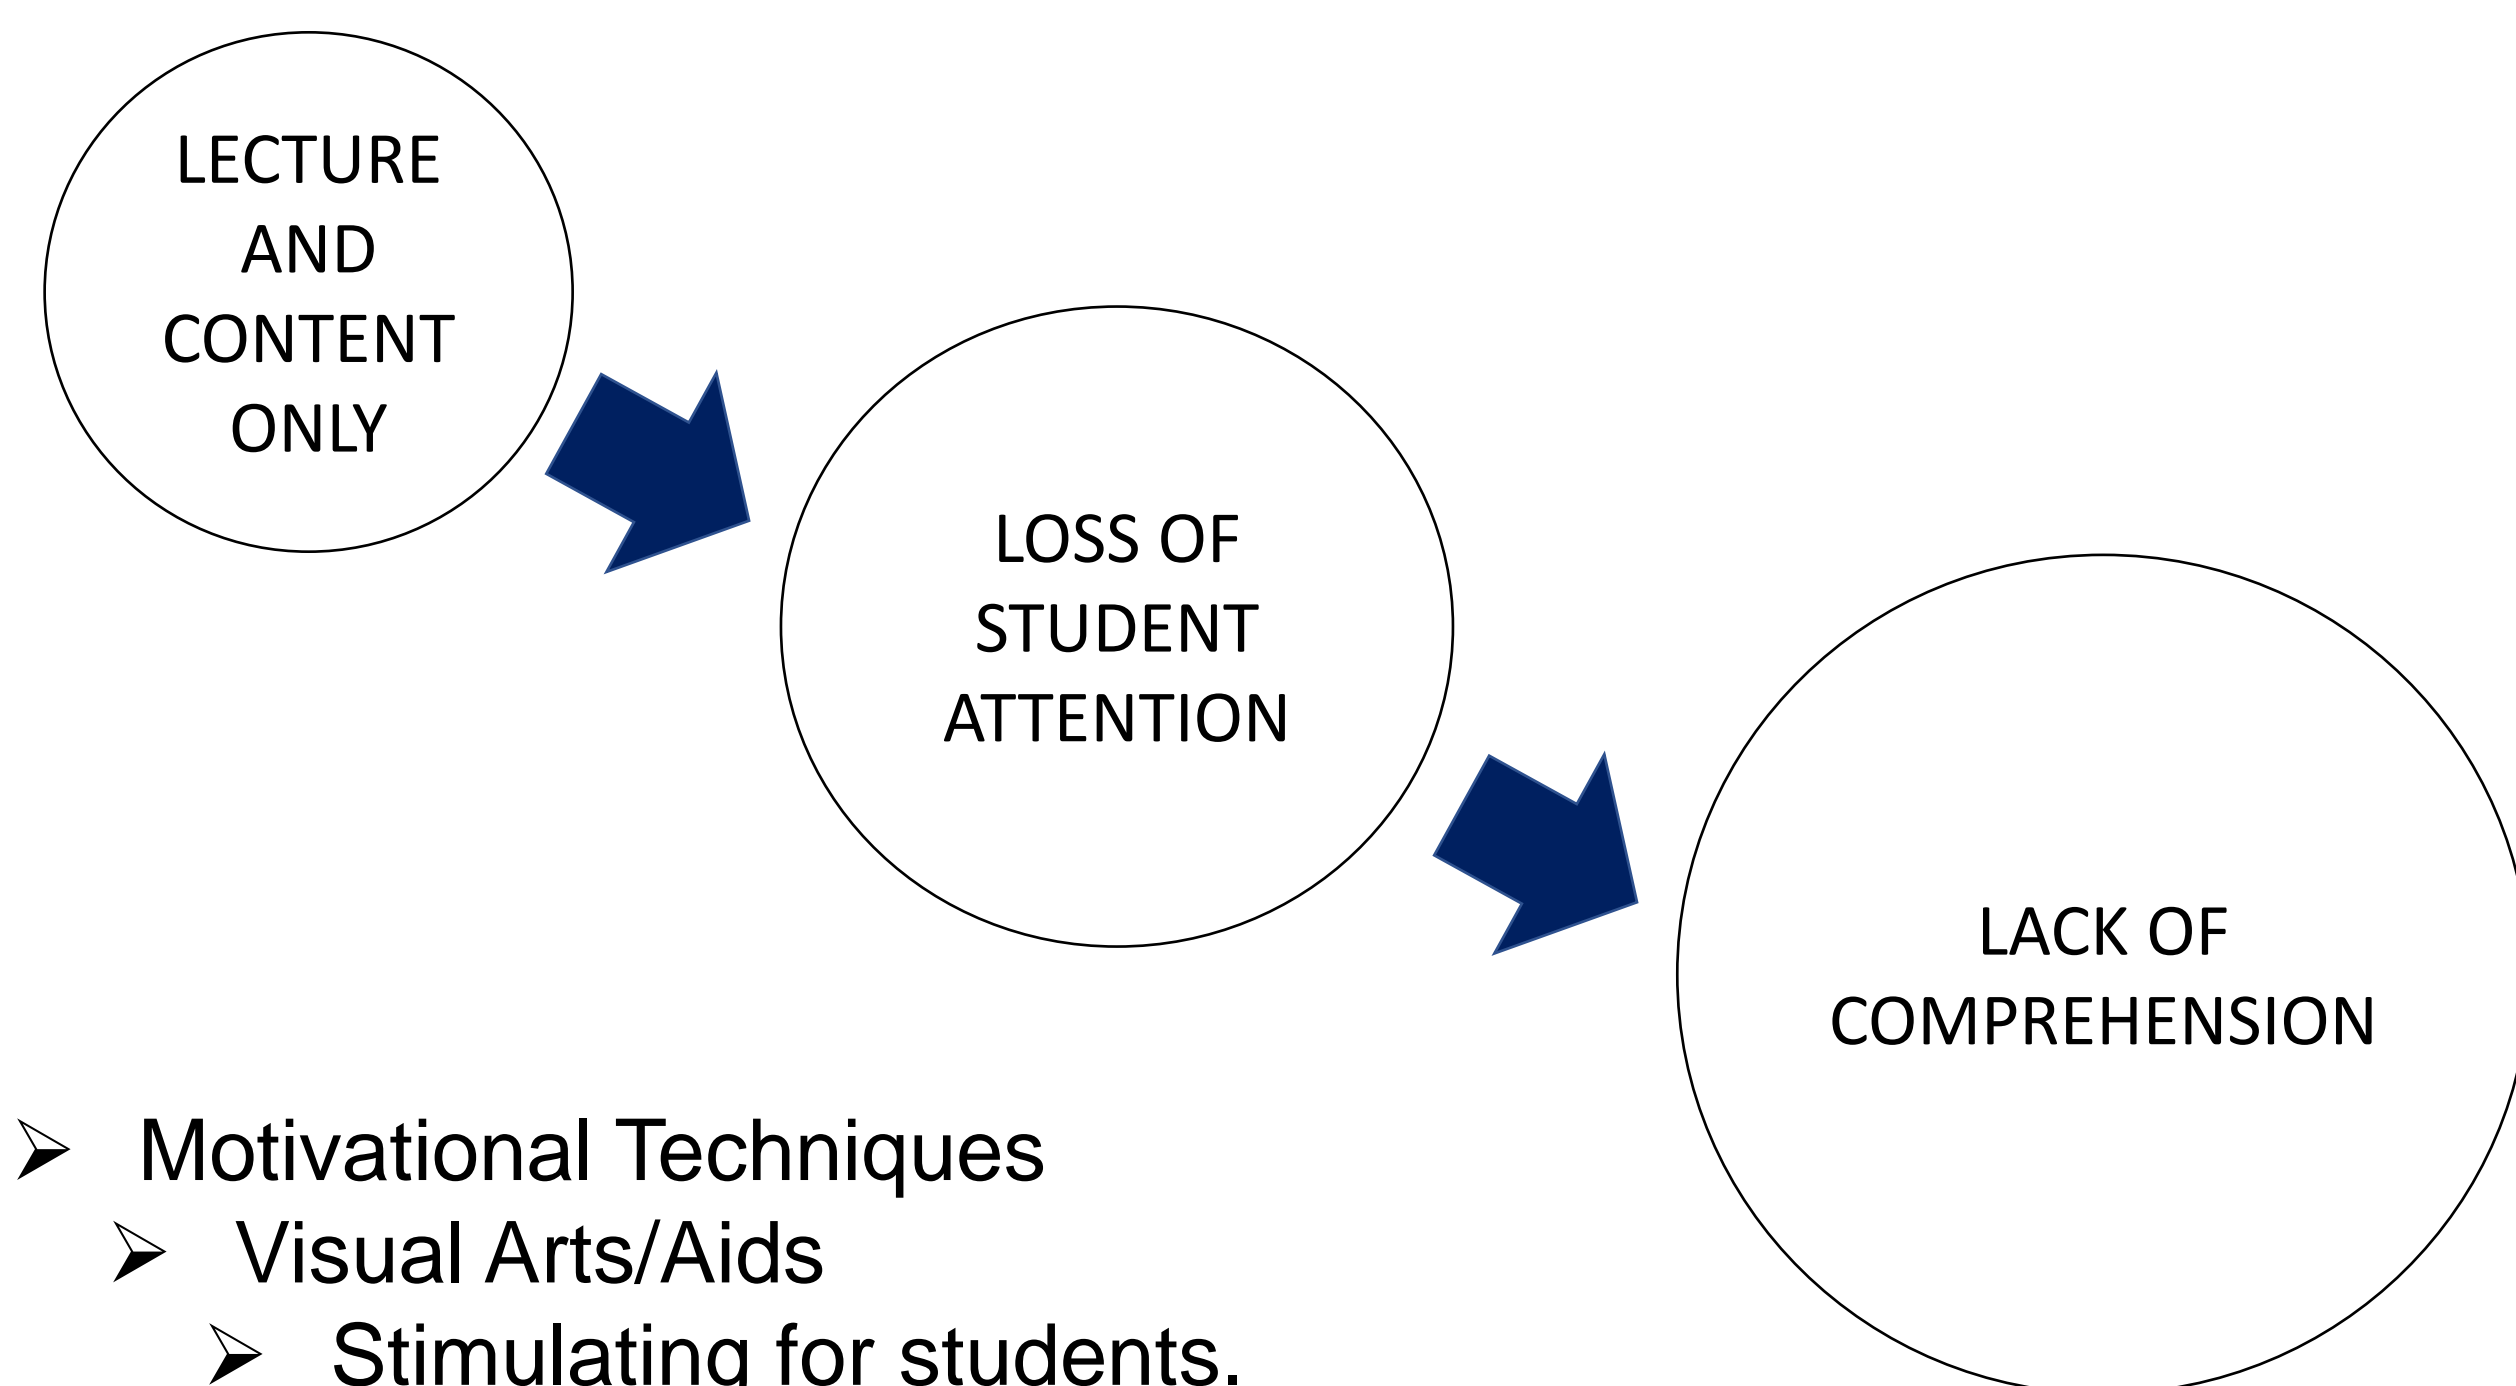 LECTURE
AND
CONTENT
ONLY
LOSS OF
STUDENT
ATTENTION
LACK OF
COMPREHENSION
Motivational Techniques
Visual Arts/Aids
Stimulating for students.